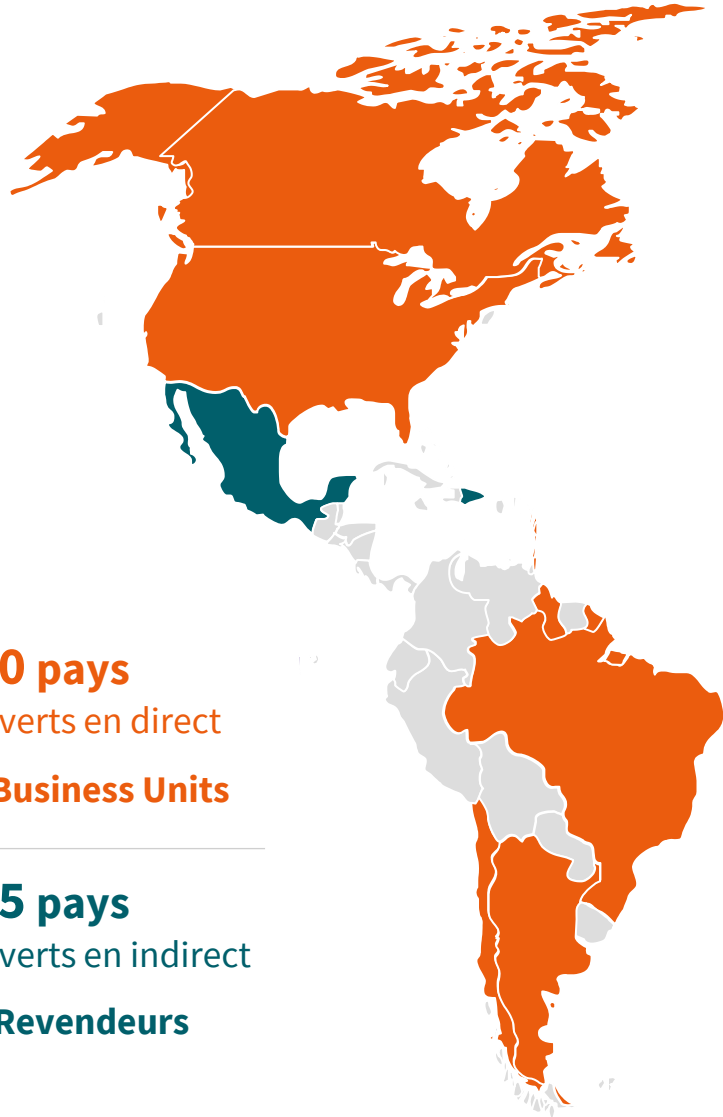 0 pays
verts en direct
Business Units
5 pays
verts en indirect
Revendeurs